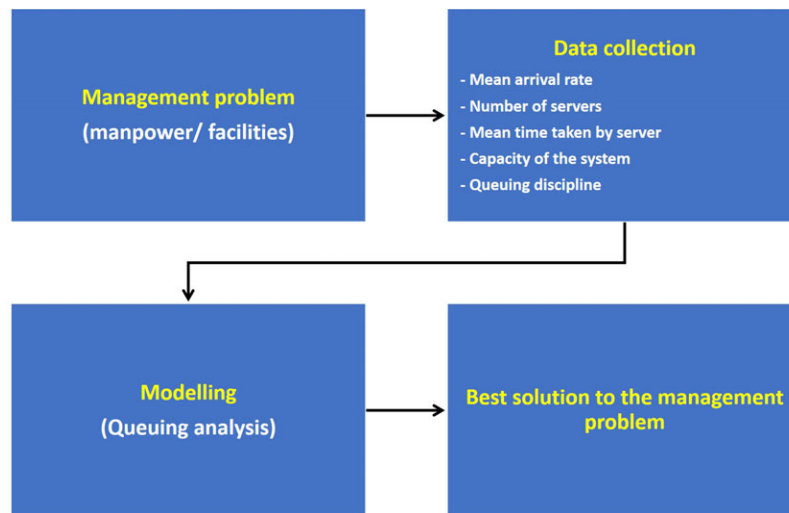 Management problem
(manpower/ facilities)
Data collection
- Mean arrival rate
- Number of servers
- Mean time taken by server
- Capacity of the system
- Queuing discipline
Modelling
(Queuing analysis)
Best solution to the management
problem